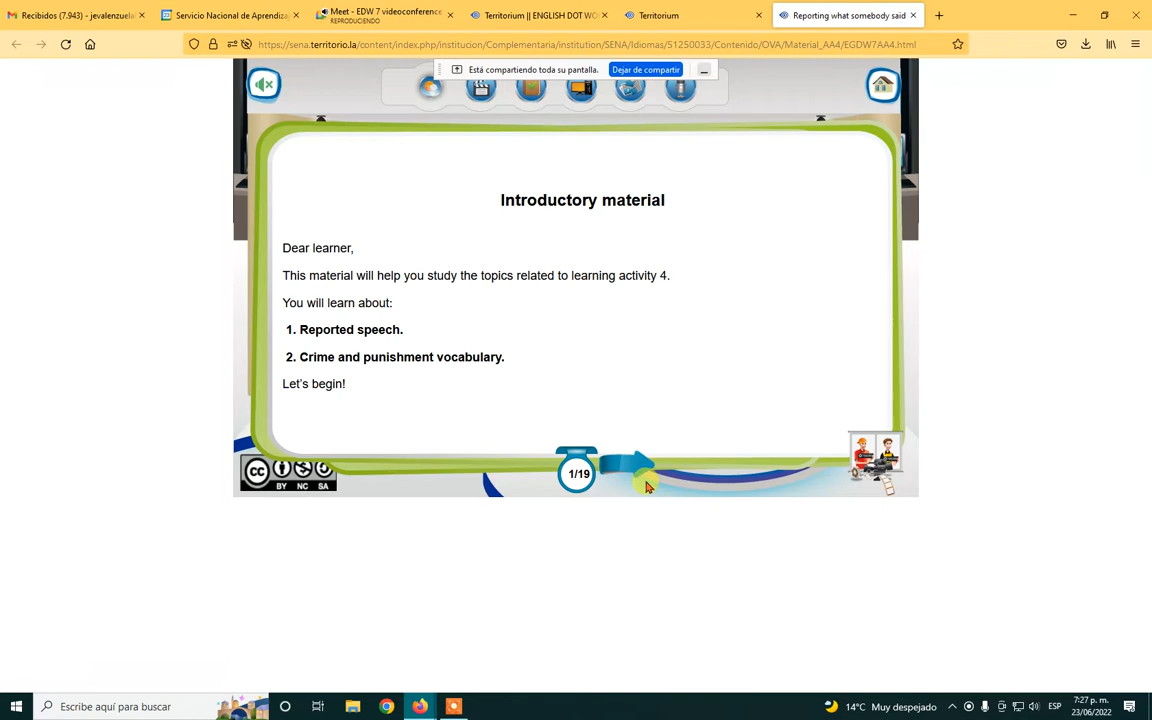 Recibidos (7.943) - jevalenzuela
Servicio Nacional de Aprendiza
Meet - EDW 7 videoconference
REPRODUCIENDO
Territorium || ENGLISH DOT WO
Territorium
Reporting what somebody said
https://sena.territorio.la/content/index.php/institucion/Complementaria/institution/SENA/Idiomas/51250033/Contenido/OVA/Material_AA4/EGDW7AA4.html
Está compartiendo toda su pantalla.
Dejar de compartir
Introductory material
Dear learner,
This material will help you study the topics related to learning activity 4.
You will learn about:
1. Reported speech.
2. Crime and punishment vocabulary.
Let's begin!
1/19
CC
BY NC SA
Escribe aquí para buscar
14°C Muy despejado
ESP
7:27 p. m.
23/06/2022